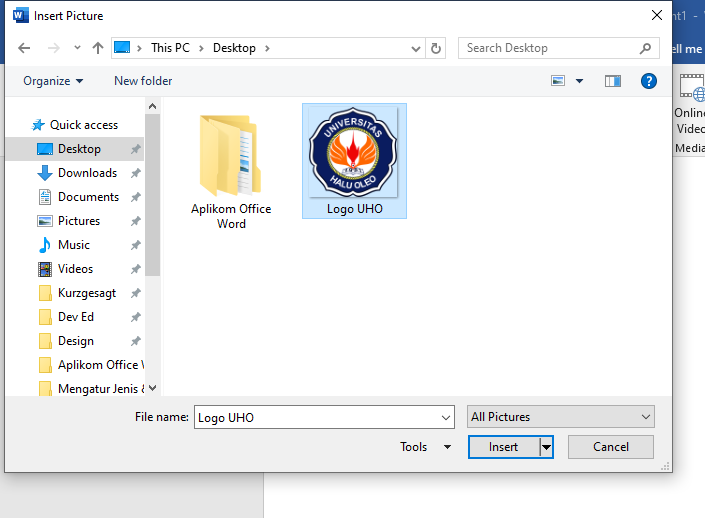 Insert Picture
nt1 -
This PC > Desktop >
Search Desktop
ell me
Organize
New folder
?
Online
Video
Media
Quick access
Desktop
Downloads
Documents
Pictures
Music
Videos
Kurzgesagt
Dev Ed
Design
Aplikom Office W
Mengatur Jenis &
UNIVERSITAS
HALU OLEO
Aplikom Office
Word
Logo UHO
File name:
Logo UHO
All Pictures
Tools
Insert
Cancel